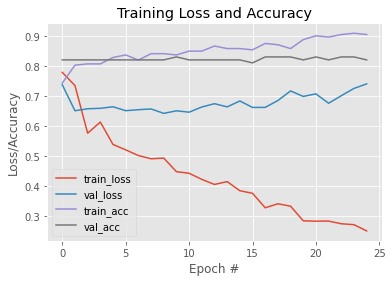 Training Loss and Accuracy
Loss/Accuracy
0.9
0.8
0.7
0.6
0.5
0.4
0.3
train_loss
val_loss
train_acc
val_acc
0 5 10 15 20 25
Epoch #